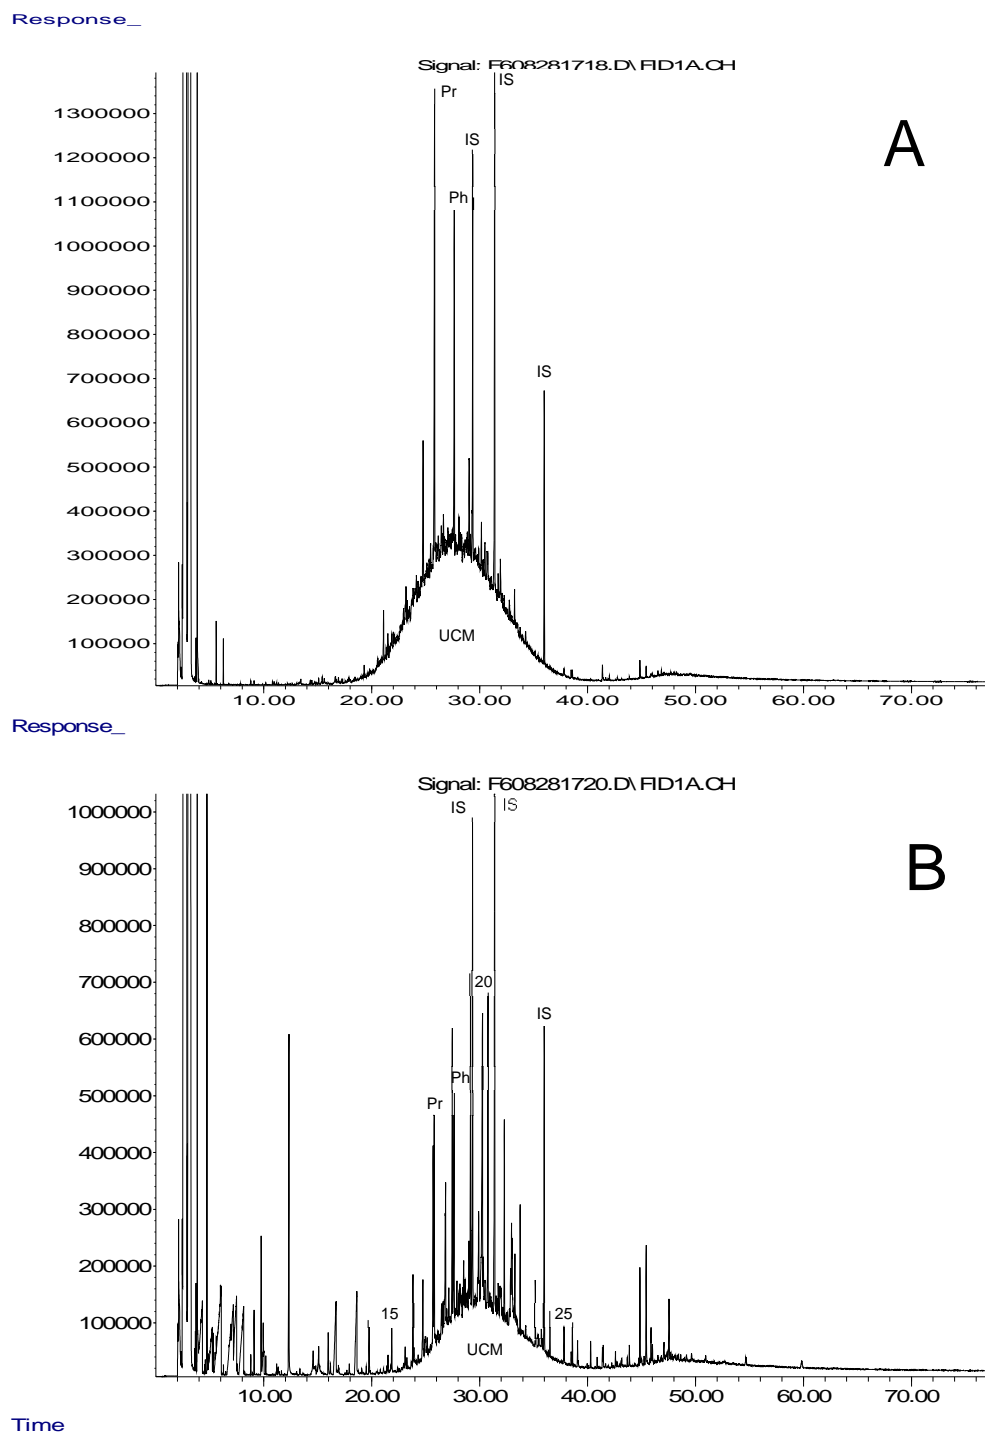 Response_
Signal: F608281718.D\FID1A.CH
IS
Pr
1300000
A
IS
1200000
Ph
1100000
1000000
900000
800000
700000
IS
600000
500000
400000
300000
200000
UCM
100000
10.00 20.00 30.00 40.00 50.00 60.00 70.00
Response_
Signal: F608281720.D\FID1A.CH
IS IS
1000000
B
900000
800000
700000
20
IS
600000
Ph
500000
Pr
400000
300000
200000
15 25
100000
UCM
10.00 20.00 30.00 40.00 50.00 60.00 70.00
Time